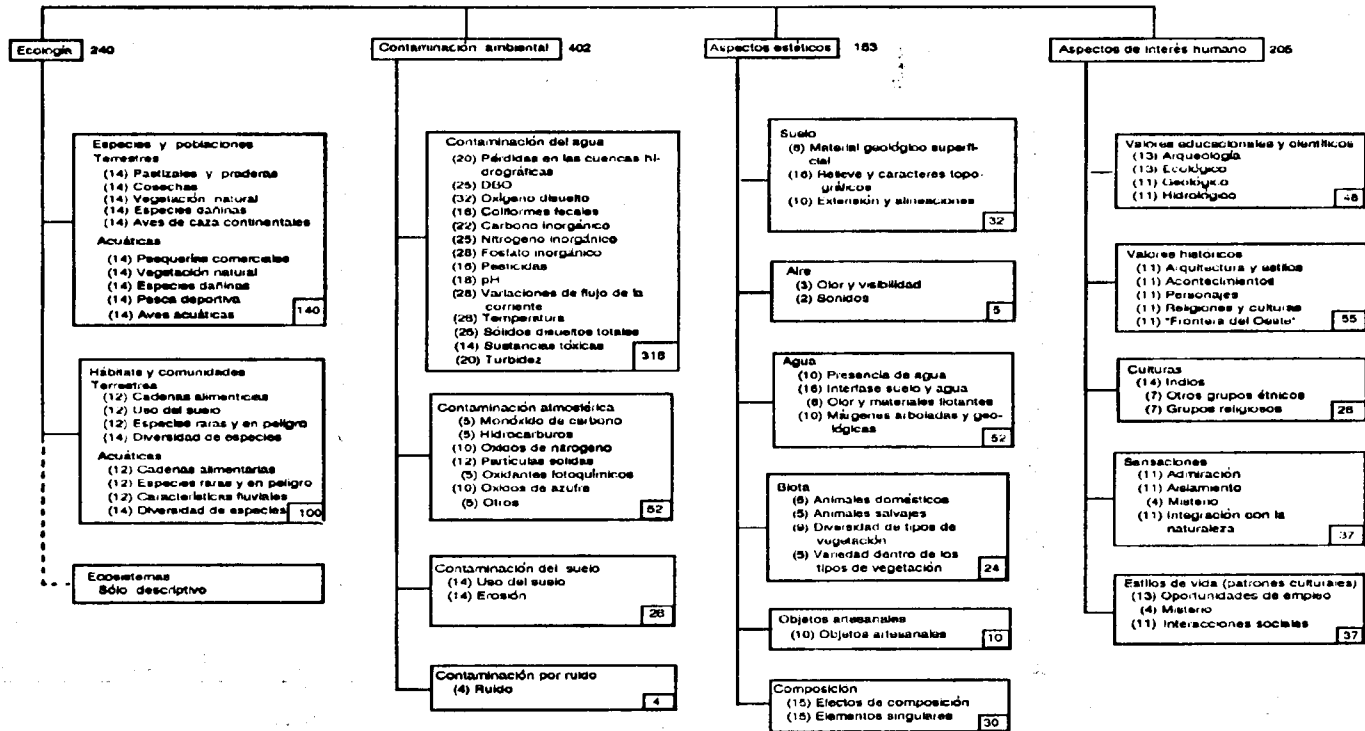 Ecología 240
Especies y poblaciones
Terrestres
(14) Pastizales y praderas
(14) Cosechas
(14) Vegetación natural
(14) Especies dañinas
(14) Aves de caza continentales
Acuáticas
(14) Pesquerías comerciales
(14) Vegetación natural
(14) Especies dañinas
(14) Pesca deportiva
(14) Aves acuáticas
140
Hábitats y comunidades
Terrestres
(12) Cadenas alimenticias
(12) Uso del suelo
(12) Especies raras y en peligro
(14) Diversidad de especies
Acuáticas
(12) Cadenas alimentarias
(12) Especies raras y en peligro
(12) Características fluviales
(14) Diversidad de especies
100
Ecosistemas
Sólo descriptivo
Contaminación ambiental 402
Contaminación del agua
(20) Pérdidas en las cuencas hi-
drográficas
(25) DBO
(32) Oxígeno disuelto
(18) Coliformes fecales
(22) Carbono inorgánico
(25) Nitrógeno inorgánico
(28) Fosfato inorgánico
(16) Pesticidas
(18) pH
(28) Variaciones de flujo de la
corriente
(28) Temperatura
(25) Sólidos disueltos totales
(14) Sustancias tóxicas
(20) Turbidez
318
Contaminación atmosférica
(5) Monóxido de carbono
(5) Hidrocarburos
(10) Oxidos de nitrógeno
(12) Partículas sólidas
(5) Oxidantes fotoquímicos
(10) Oxidos de azufre
(5) Otros
52
Contaminación del suelo
(14) Uso del suelo
(14) Erosión
28
Contaminación por ruido
(4) Ruido
4
Aspectos estéticos 153
Suelo
(6) Material geológico superfi-
cial
(16) Relieve y caracteres topo-
gráficos
(10) Extensión y alineaciones
32
Aire
(3) Olor y visibilidad
(2) Sonidos
5
Agua
(10) Presencia de agua
(16) Interfase suelo y agua
(6) Olor y materiales flotantes
(10) Márgenes arboladas y geo-
lógicas
52
Biota
(5) Animales domésticos
(5) Animales salvajes
(9) Diversidad de tipos de
vegetación
(5) Variedad dentro de los
tipos de vegetación
24
Objetos artesanales
(10) Objetos artesanales
10
Composición
(15) Efectos de composición
(15) Elementos singulares
30
Aspectos de interés humano 205
Valores educacionales y científicos
(13) Arqueología
(13) Ecológico
(11) Geológico
(11) Hidrológico
48
Valores históricos
(11) Arquitectura y estilos
(11) Acontecimientos
(11) Personajes
(11) Religiones y culturas
(11) "Frontera del Oeste"
55
Culturas
(14) Indios
(7) Otros grupos étnicos
(7) Grupos religiosos
28
Sensaciones
(11) Admiración
(11) Aislamiento
(4) Misterio
(11) Integración con la
naturaleza
37
Estilos de vida (patrones culturales)
(13) Oportunidades de empleo
(4) Misterio
(11) Interacciones sociales
37